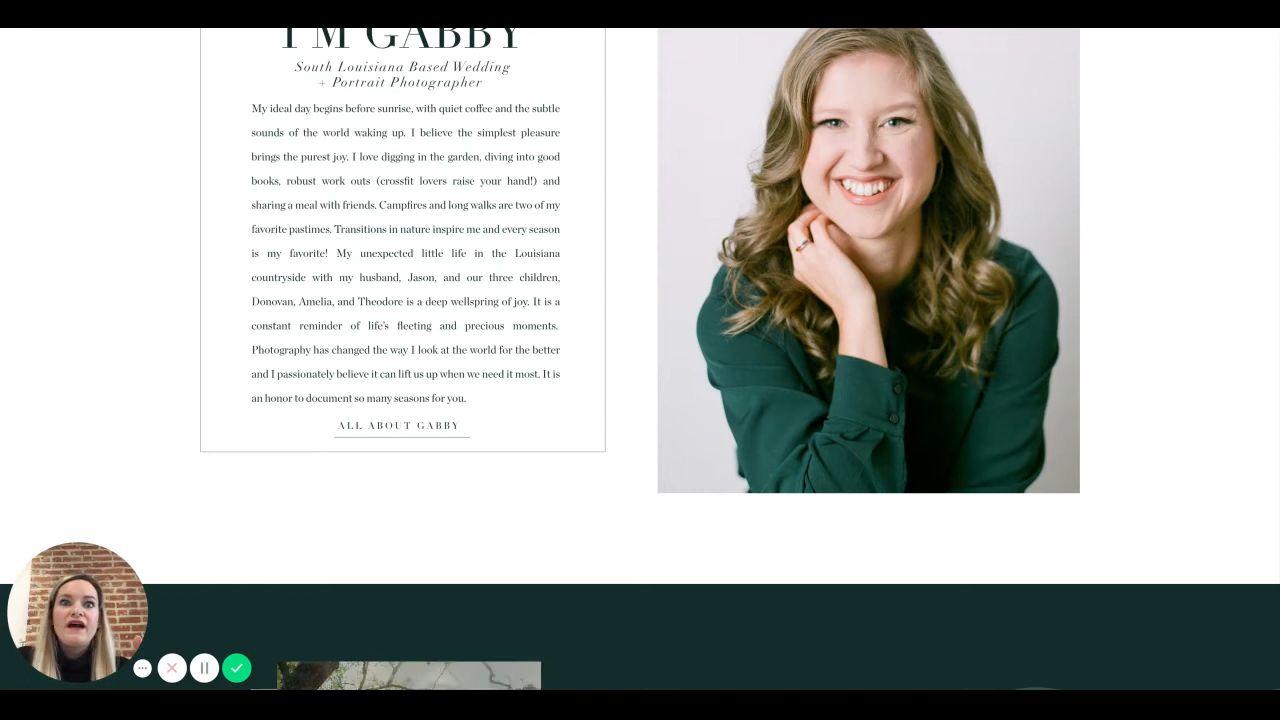 I'M GABBY
South Louisiana Based Wedding
+ Portrait Photographer
My ideal day begins before sunrise, with quiet coffee and the subtle
sounds of the world waking up. I believe the simplest pleasure
brings the purest joy. I love digging in the garden, diving into good
books, robust work outs (crossfit lovers raise your hand!) and
sharing a meal with friends. Campfires and long walks are two of my
favorite pastimes. Transitions in nature inspire me and every season
is my favorite! My unexpected little life in the Louisiana
countryside with my husband, Jason, and our three children,
Donovan, Amelia, and Theodore is a deep wellspring of joy. It is a
constant reminder of life's fleeting and precious moments.
Photography has changed the way I look at the world for the better
and I passionately believe it can lift us up when we need it most. It is
an honor to document so many seasons for you.
ALL ABOUT GABBY